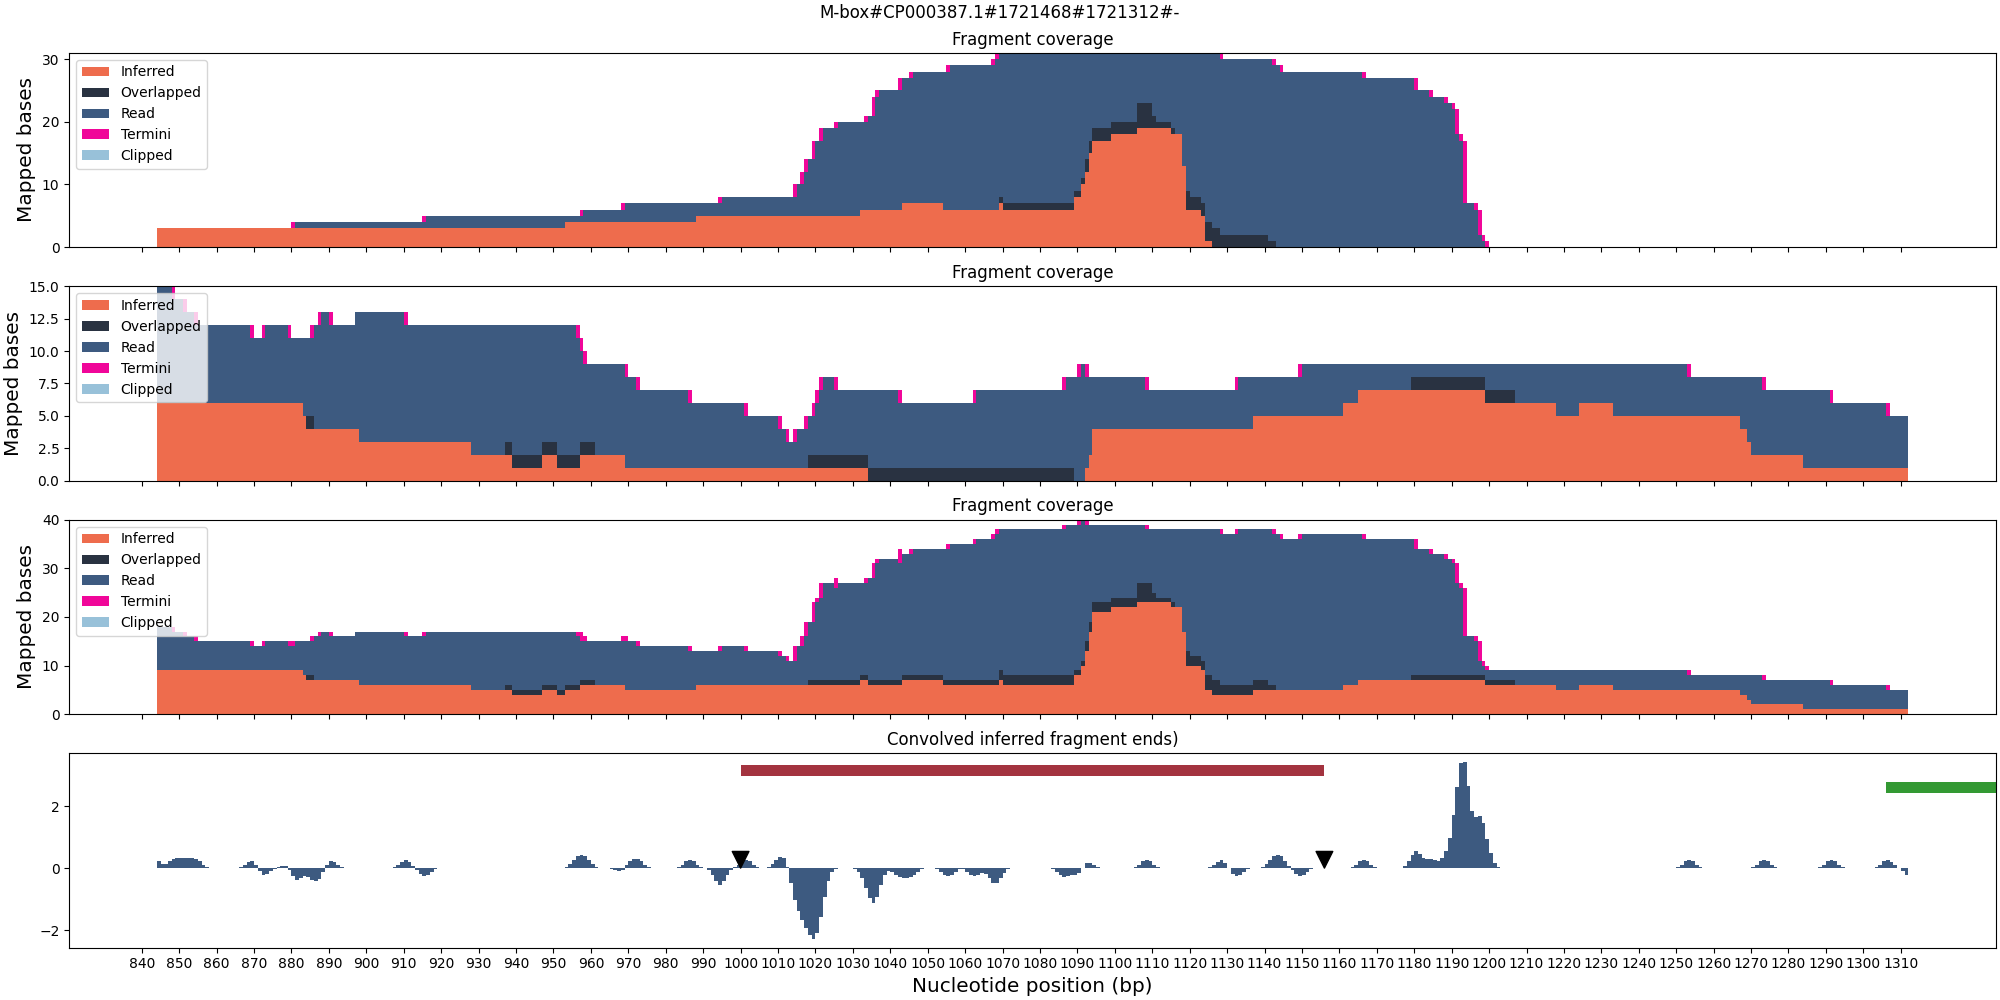 M-box#CP000387.1#1721468#1721312#-
Fragment coverage
Mapped bases
30
20
10
0
Inferred
Overlapped
Read
Termini
Clipped
Fragment coverage
Mapped bases
15.0
12.5
10.0
7.5
5.0
2.5
0.0
Inferred
Overlapped
Read
Termini
Clipped
Fragment coverage
Mapped bases
40
30
20
10
0
Inferred
Overlapped
Read
Termini
Clipped
Convolved inferred fragment ends)
2
0
−2
840 850 860 870 880 890 900 910 920 930 940 950 960 970 980 990 1000 1010 1020 1030 1040 1050 1060 1070 1080 1090 1100 1110 1120 1130 1140 1150 1160 1170 1180 1190 1200 1210 1220 1230 1240 1250 1260 1270 1280 1290 1300 1310
Nucleotide position (bp)